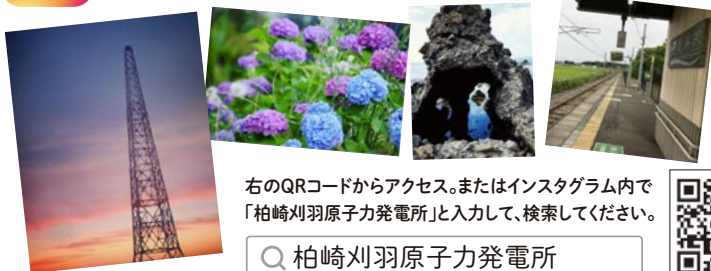 右のQRコードからアクセス。またはインスタグラム内で
「柏崎刈羽原子力発電所」と入力して、検索してください。
柏崎刈羽原子力発電所